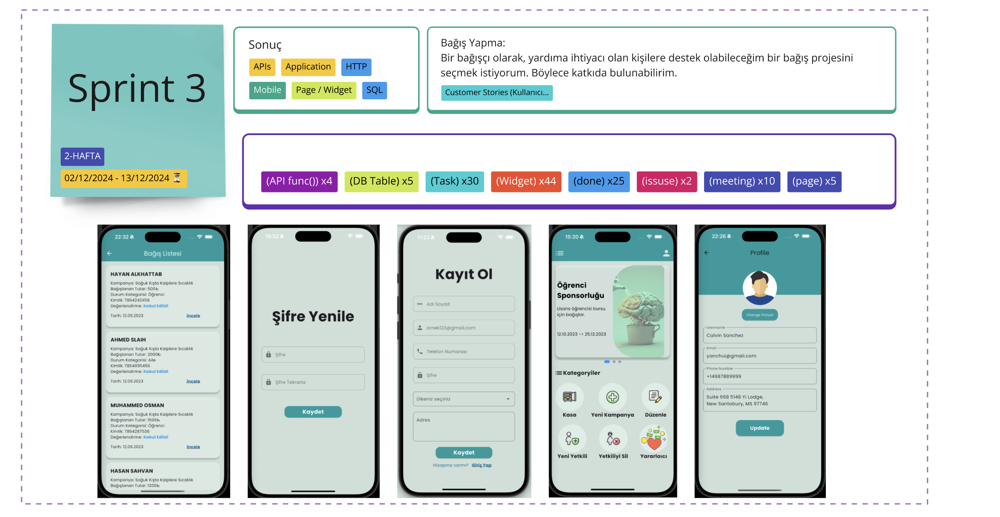 Sprint 3
2-HAFTA
02/12/2024 - 13/12/2024 ⏳
Sonuç
APIs
Application
HTTP
Mobile
Page / Widget
SQL
Bağış Yapma:
Bir bağışçı olarak, yardıma ihtiyacı olan kişilere destek olabileceğim bir bağış projesini
seçmek istiyorum. Böylece katkıda bulunabilirim.
Customer Stories (Kullanıcı...
(API func()) x4
(DB Table) x5
(Task) x30
(Widget) x44
(done) x25
(issuse) x2
(meeting) x10
(page) x5
22:32
Bağış Listesi
HAYAN ALKHATTAB
Kampanya: Soğuk Kışta Kalplere Sıcaklık
Bağışlanan Tutar: 500₺
Durum Kategorisi: Öğrenci
Kimlik: 7864242456
Değerlendirme: Kabul Edildi
Tarih: 12.09.2023
incele
AHMED SLAIH
Kampanya: Soğuk Kışta Kalplere Sıcaklık
Bağışlanan Tutar: 2000₺
Durum Kategorisi: Aile
Kimlik: 7864095456
Değerlendirme: Kabul Edildi
Tarih: 12.09.2023
incele
MUHAMMED OSMAN
Kampanya: Soğuk Kışta Kalplere Sıcaklık
Bağışlanan Tutar: 1599₺
Durum Kategorisi: Öğrenci
Kimlik: 7864287536
Değerlendirme: Kabul Edildi
Tarih: 12.09.2023
incele
HASAN SAHVAN
Kampanya: Soğuk Kışta Kalplere Sıcaklık
Bağışlanan Tutar: 1200₺
19:52
Şifre Yenile
Şifre
Şifre Tekrarla
Kaydet
11:22
Kayıt Ol
ABC
Adı Soyad
ornek123@gmail.com
Telefon Numarası
Şifre
Ülkeniz seçiniz
Adres
Kaydet
Hisapınız varmı? Giriş Yap
15:20
Öğrenci
Sponsorluğu
Lisans öğrencisi bursu
için bağışlar.
12.10.2023 -> 25.12.2023
Kategoryiler
Kasa
Yeni Kampanya
Düzenle
Yeni Yetkili
Yetkiliyi Sil
Yararlaıcı
22:26
Profile
Change Picture
Username
Calvin Sanchez
Email
yanchui@gmail.com
Phone Number
+14987889999
Address
Suite 668 5148 Yi Lodge,
New Santobury, MS 97746
Update